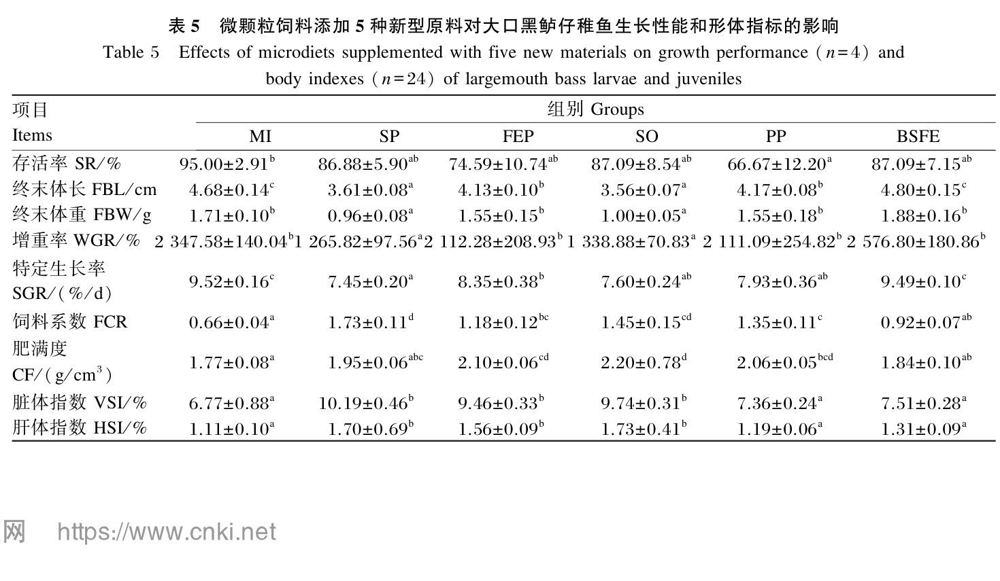 表 5 微颗粒饲料添加 5 种新型原料对大口黑鲈仔稚鱼生长性能和形体指标的影响
Table 5 Effects of microdiets supplemented with five new materials on growth performance (n=4) and
body indexes (n=24) of largemouth bass larvae and juveniles
项目 组别 Groups
Items MI SP FEP SO PP BSFE
存活率 SR/% 95.00±2.91b 86.88±5.90ab 74.59±10.74ab 87.09±8.54ab 66.67±12.20a 87.09±7.15ab
终末体长 FBL/cm 4.68±0.14c 3.61±0.08a 4.13±0.10b 3.56±0.07a 4.17±0.08b 4.80±0.15c
终末体重 FBW/g 1.71±0.10b 0.96±0.08a 1.55±0.15b 1.00±0.05a 1.55±0.18b 1.88±0.16b
增重率 WGR/% 2 347.58±140.04b 1 265.82±97.56a 2 112.28±208.93b 1 338.88±70.83a 2 111.09±254.82b 2 576.80±180.86b
特定生长率
SGR/(%/d) 9.52±0.16c 7.45±0.20a 8.35±0.38b 7.60±0.24ab 7.93±0.36ab 9.49±0.10c
饲料系数 FCR 0.66±0.04a 1.73±0.11d 1.18±0.12bc 1.45±0.15cd 1.35±0.11c 0.92±0.07ab
肥满度
CF/(g/cm3) 1.77±0.08a 1.95±0.06abc 2.10±0.06cd 2.20±0.78d 2.06±0.05bcd 1.84±0.10ab
脏体指数 VSI/% 6.77±0.88a 10.19±0.46b 9.46±0.33b 9.74±0.31b 7.36±0.24a 7.51±0.28a
肝体指数 HSI/% 1.11±0.10a 1.70±0.69b 1.56±0.09b 1.73±0.41b 1.19±0.06a 1.31±0.09a
网 https://www.cnki.net